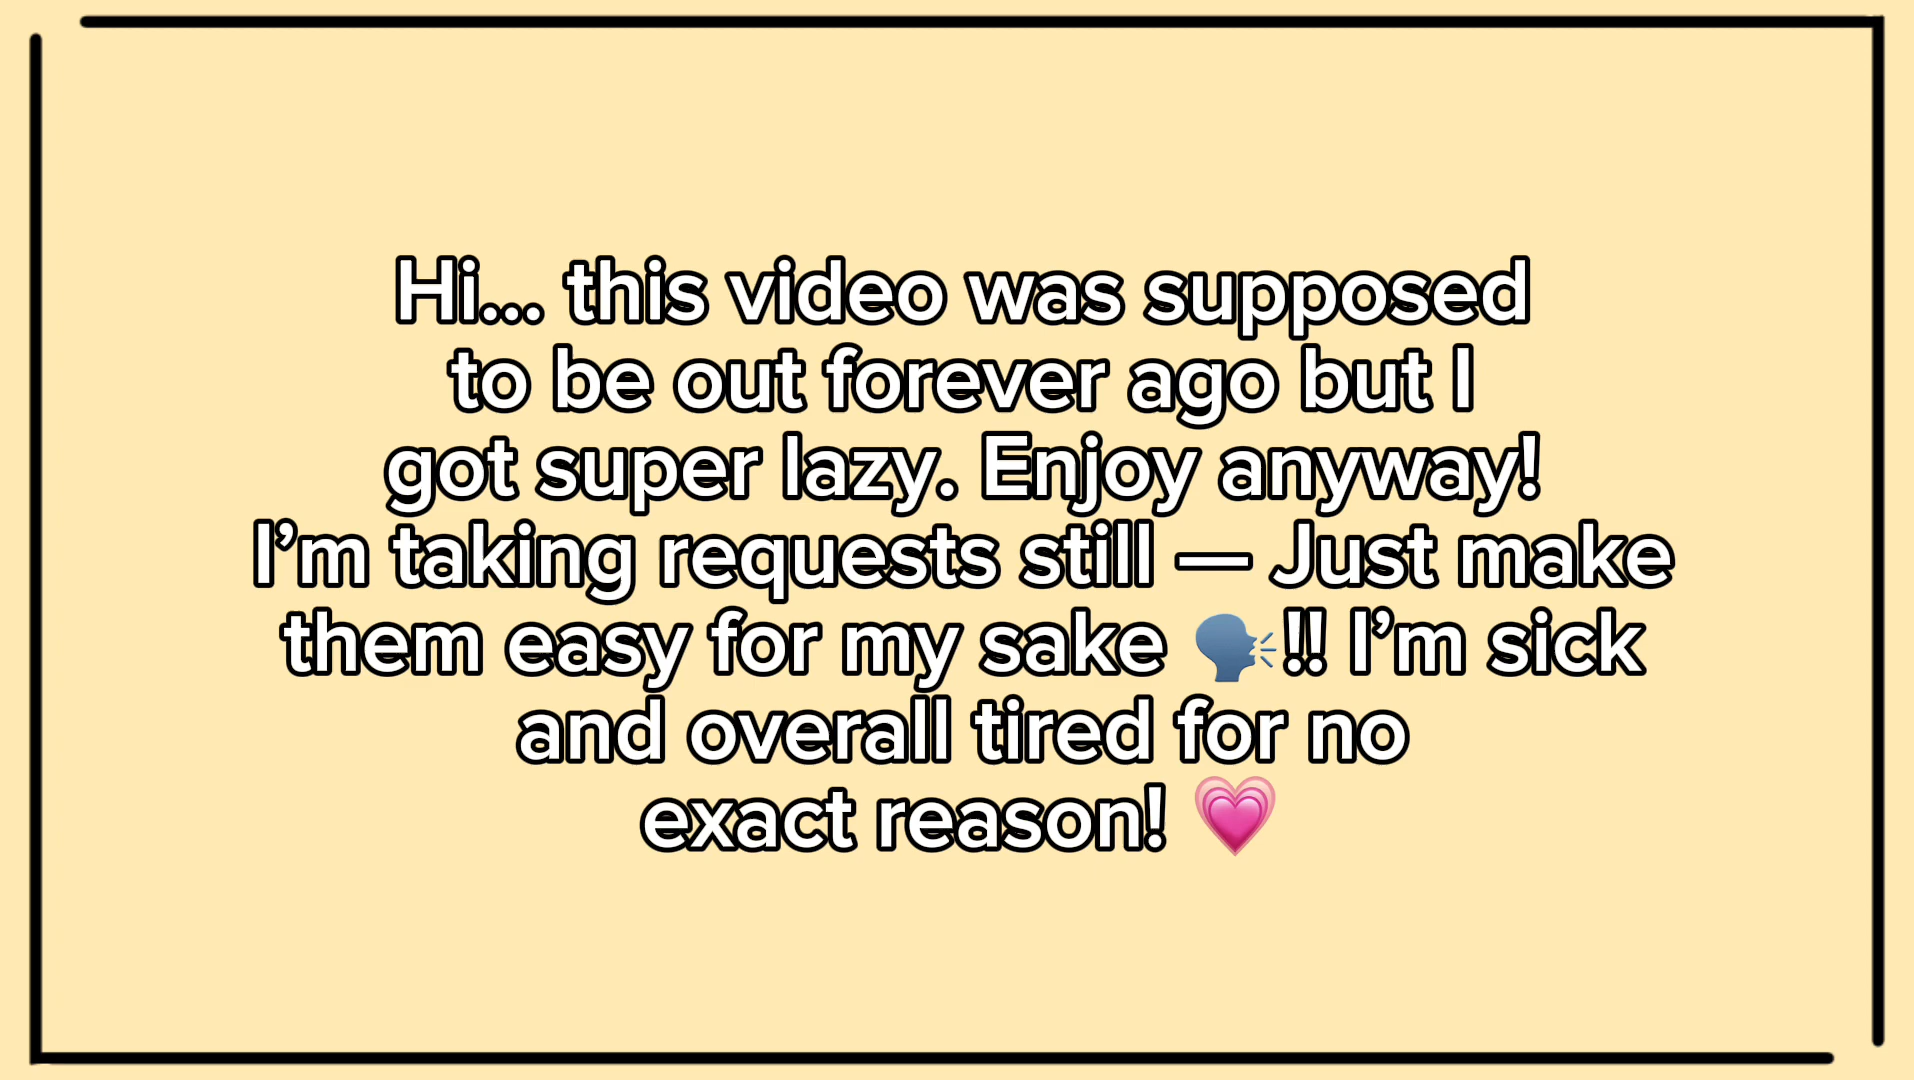 Hi... this video was supposed
to be out forever ago but I
got super lazy. Enjoy anyway!
I’m taking requests still — Just make
them easy for my sake 🗣️!! I’m sick
and overall tired for no
exact reason! 💗